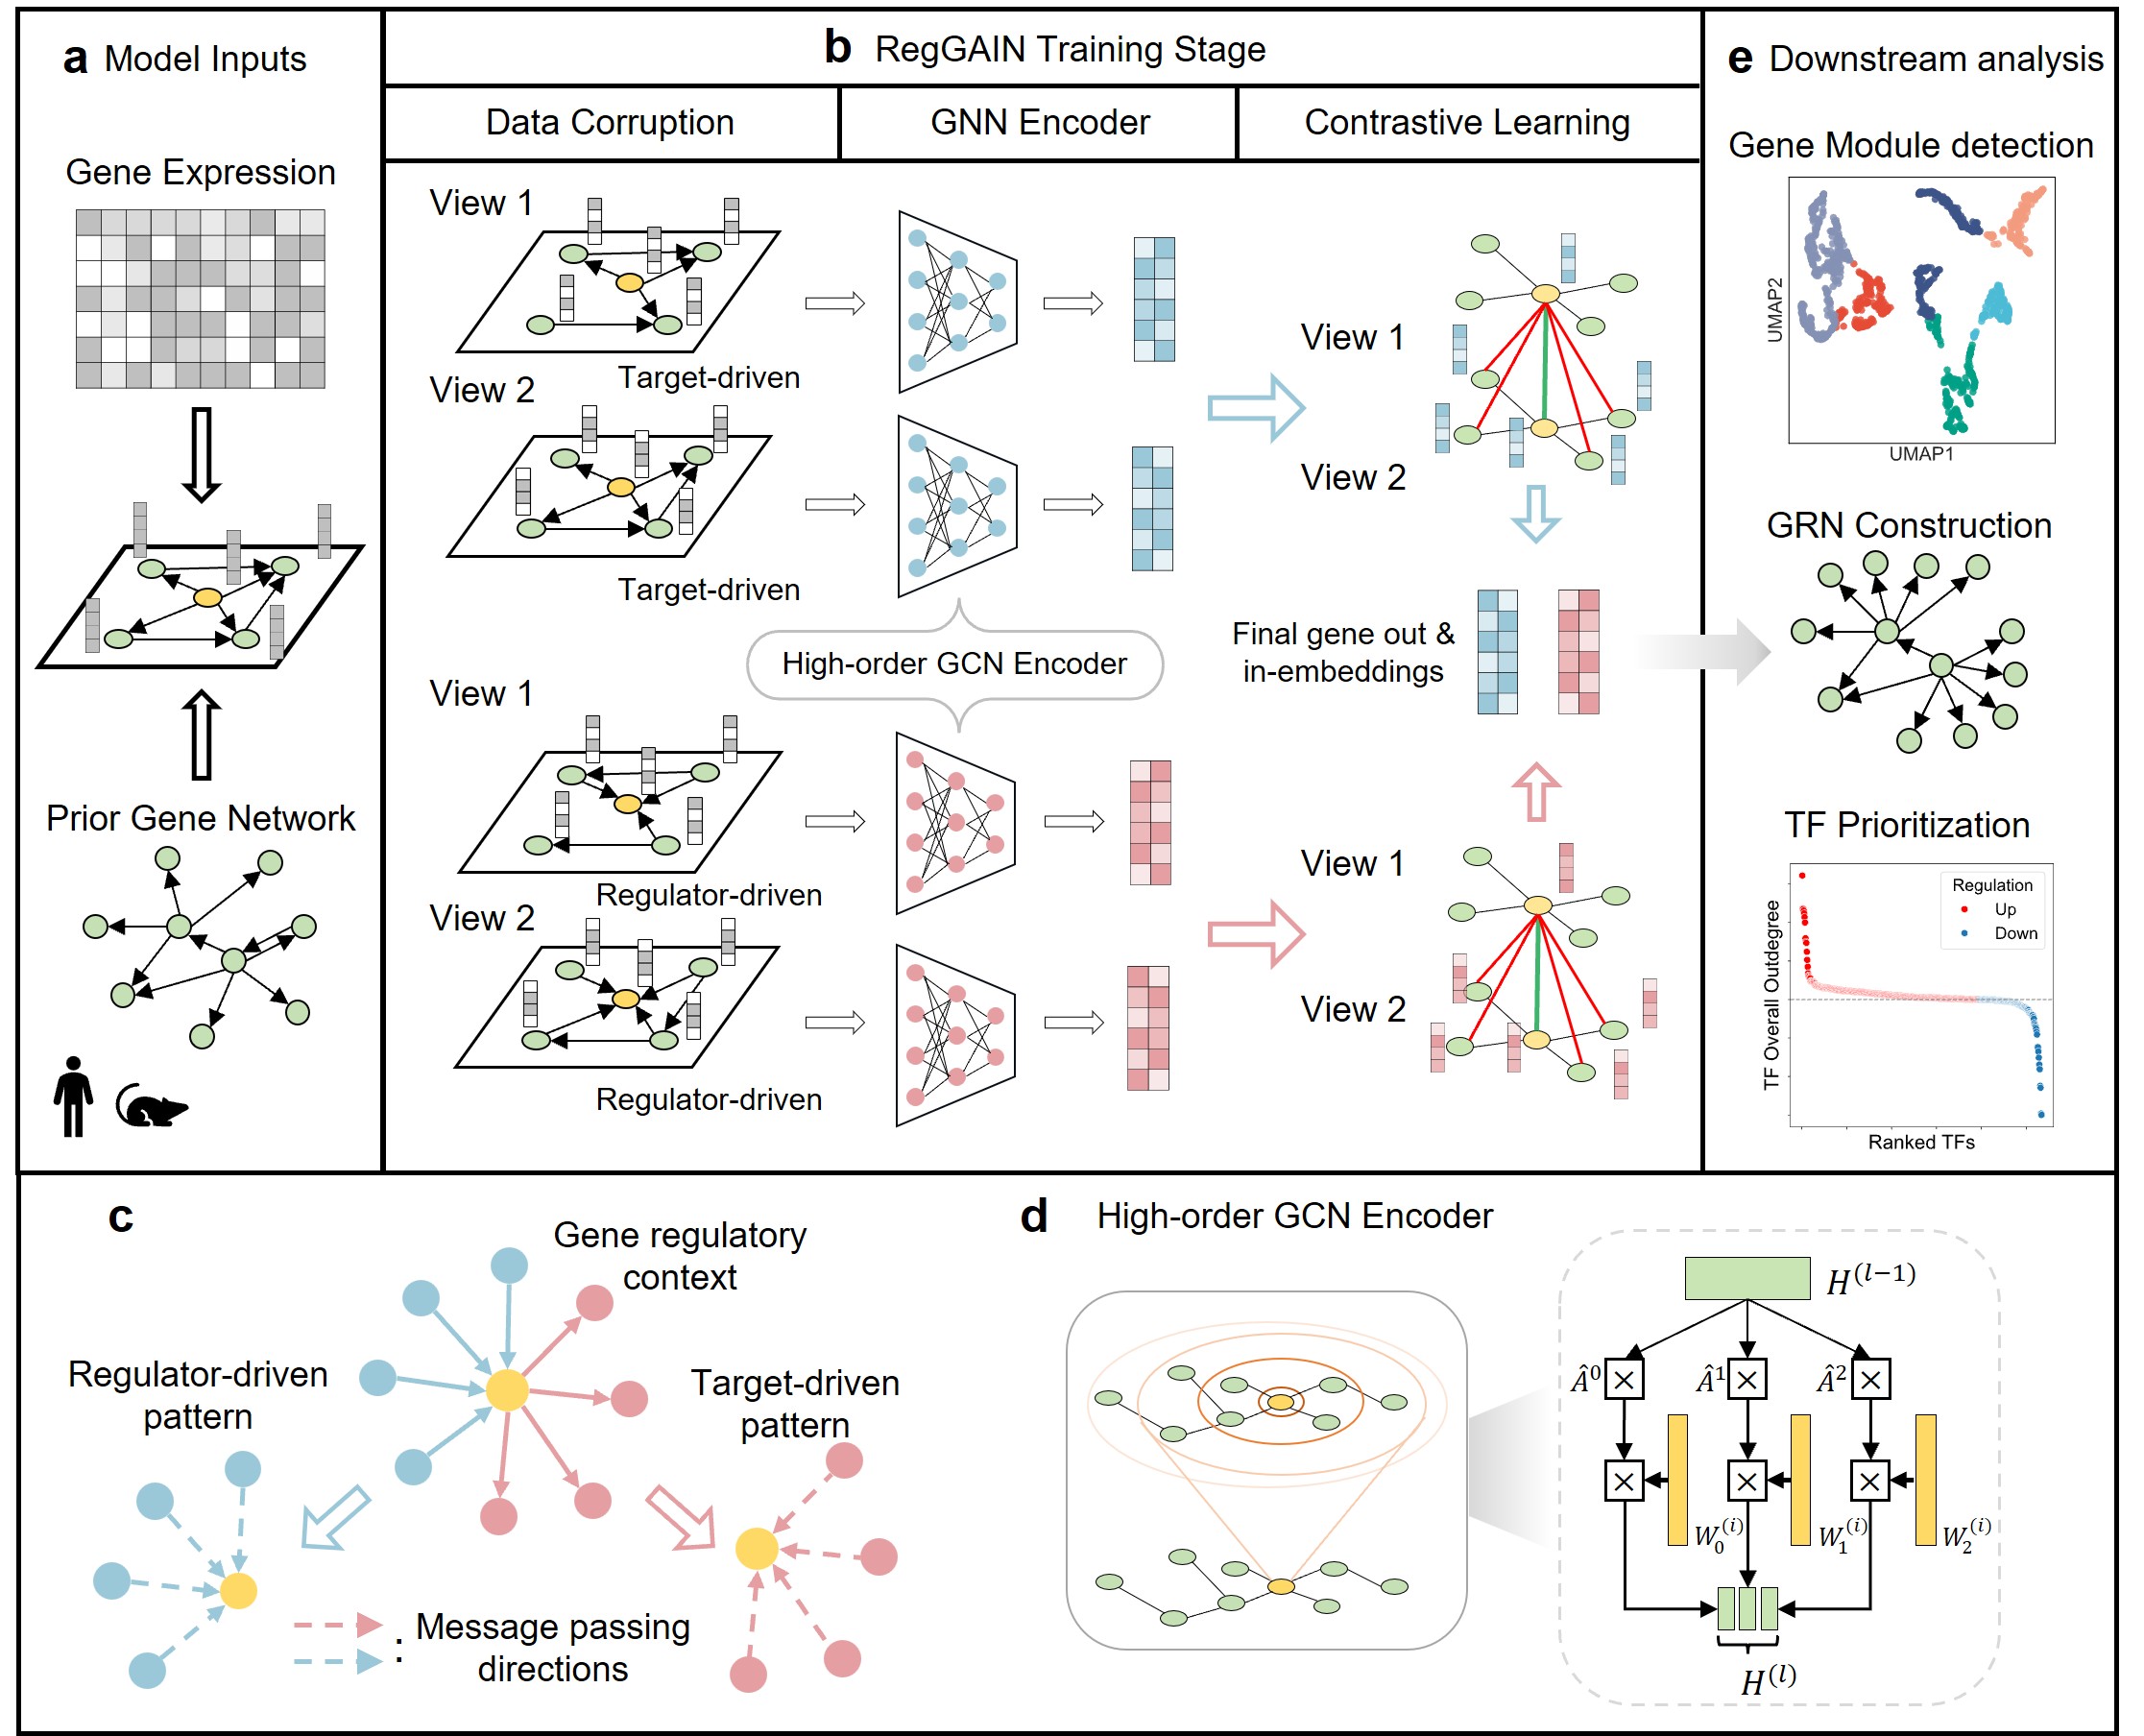 a Model Inputs
Gene Expression
Prior Gene Network
b RegGAIN Training Stage
Data Corruption
GNN Encoder
Contrastive Learning
View 1
Target-driven
View 2
Target-driven
High-order GCN Encoder
View 1
Regulator-driven
View 2
Regulator-driven
View 1
View 2
Final gene out &
in-embeddings
View 1
View 2
e Downstream analysis
Gene Module detection
UMAP2
UMAP1
GRN Construction
TF Prioritization
TF Overall Outdegree
Regulation
Up
Down
Ranked TFs
c
Gene regulatory
context
Regulator-driven
pattern
Target-driven
pattern
: Message passing
directions
d High-order GCN Encoder
H^{(l−1)}
Â^0 × Â^1 × Â^2 ×
× × ×
W_0^{(i)} W_1^{(i)} W_2^{(i)}
H^{(l)}